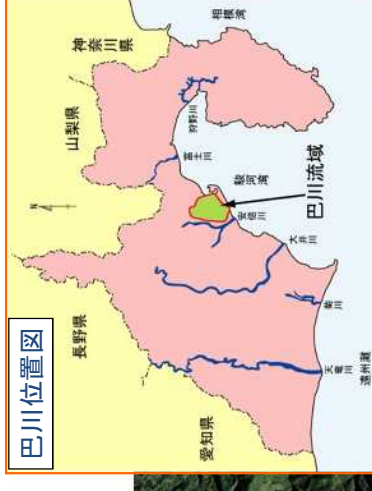 巴川位置図
長野県
山梨県
神奈川県
愛知県
N
相模湾
狩野川
富士川
駿河湾
巴川流域
安倍川
大井川
菊川
天竜川
遠州灘